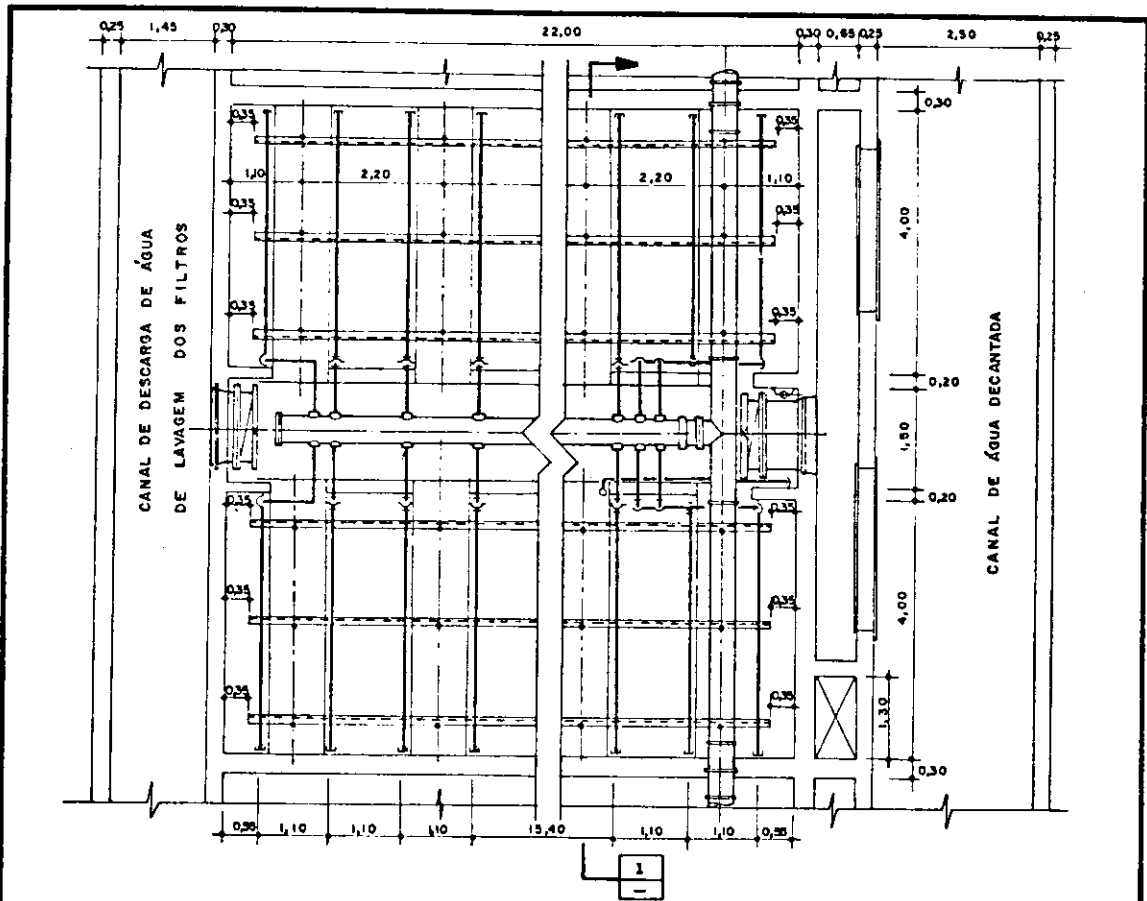 0,25 1,45 0,30 22,00 0,30 0,65 0,25 2,50 0,25
0,30
0,35 0,35
1,10 2,20 2,20 1,10
0,35 0,35
4,00
0,35 0,35
CANAL DE DESCARGA DE ÁGUA
DE LAVAGEM DOS FILTROS
0,20
1,50
0,20
CANAL DE ÁGUA DECANTADA
0,35 0,35
0,35 0,35
4,00
0,35 0,35
1,30
0,30
0,55 1,10 1,10 1,10 15,40 1,10 1,10 0,55
1
—